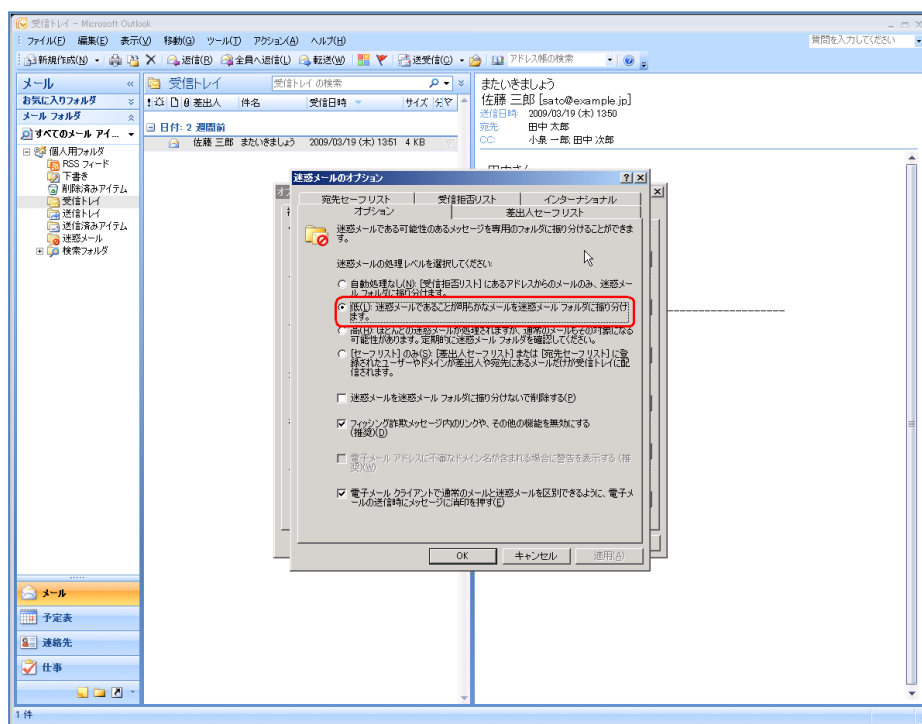 受信トレイ - Microsoft Outlook
ファイル(F) 編集(E) 表示(V) 移動(G) ツール(T) アクション(A) ヘルプ(H)
質問を入力してください
新規作成(N) 返信(R) 全員へ返信(L) 転送(W) 送受信(C) アドレス帳の検索
メール
お気に入りフォルダ
メール フォルダ
すべてのメール アイ...
個人用フォルダ
RSS フィード
下書き
削除済みアイテム
受信トレイ
送信トレイ
送信済みアイテム
迷惑メール
検索フォルダ
メール
予定表
連絡先
仕事
1 件
受信トレイ
受信トレイ の検索
差出人 件名 受信日時 サイズ 分
日付: 2 週間前
佐藤 三郎 またいきましょう 2009/03/19 (木) 13:51 4 KB
またいきましょう
佐藤 三郎 [sato@example.jp]
送信日時: 2009/03/19 (木) 13:50
宛先: 田中 太郎
CC: 小泉 一郎; 田中 次郎
田中さん
迷惑メールのオプション
宛先セーフリスト 受信拒否リスト インターナショナル
オプション 差出人セーフリスト
迷惑メールである可能性のあるメッセージを専用のフォルダに振り分けることができま
す。
迷惑メールの処理レベルを選択してください:
自動処理なし(N): [受信拒否リスト] にあるアドレスからのメールのみ、迷惑メー
ル フォルダに振り分けます。
低(L): 迷惑メールであることが明らかなメールを迷惑メール フォルダに振り分け
ます。
高(H): ほとんどの迷惑メールが処理されますが、通常のメールもその対象になる
可能性があります。定期的に迷惑メール フォルダを確認してください。
[セーフ リスト] のみ(S): [差出人セーフリスト] または [宛先セーフリスト] に登
録されたユーザーやドメインが差出人や宛先にあるメールだけが受信トレイに配
信されます。
迷惑メールを迷惑メール フォルダに振り分けないで削除する(P)
フィッシング詐欺メッセージ内のリンクや、その他の機能を無効にする
(推奨)(D)
電子メール アドレスに不審なドメイン名が含まれる場合に警告を表示する (推
奨)(W)
電子メール クライアントで通常のメールと迷惑メールを区別できるように、電子メ
ールの送信時にメッセージに消印を押す(E)
OK キャンセル 適用(A)